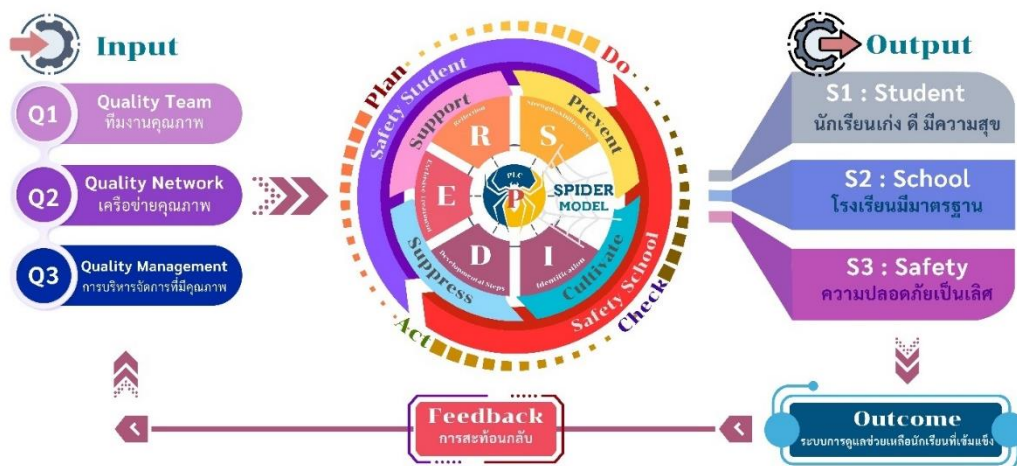 Input
Q1
Quality Team
ทีมงานคุณภาพ
Q2
Quality Network
เครือข่ายคุณภาพ
Q3
Quality Management
การบริหารจัดการที่มีคุณภาพ
Plan
Do
Check
Act
Safety Student
Safety School
Support
Prevent
Cultivate
Suppress
R
Reflection
S
E
D
Development Steps
I
Identification
PLC
P
SPIDER
MODEL
Output
S1 : Student
นักเรียนเก่ง ดี มีความสุข
S2 : School
โรงเรียนมีมาตรฐาน
S3 : Safety
ความปลอดภัยเป็นเลิศ
Outcome
ระบบการดูแลช่วยเหลือนักเรียนที่เข้มแข็ง
Feedback
การสะท้อนกลับ